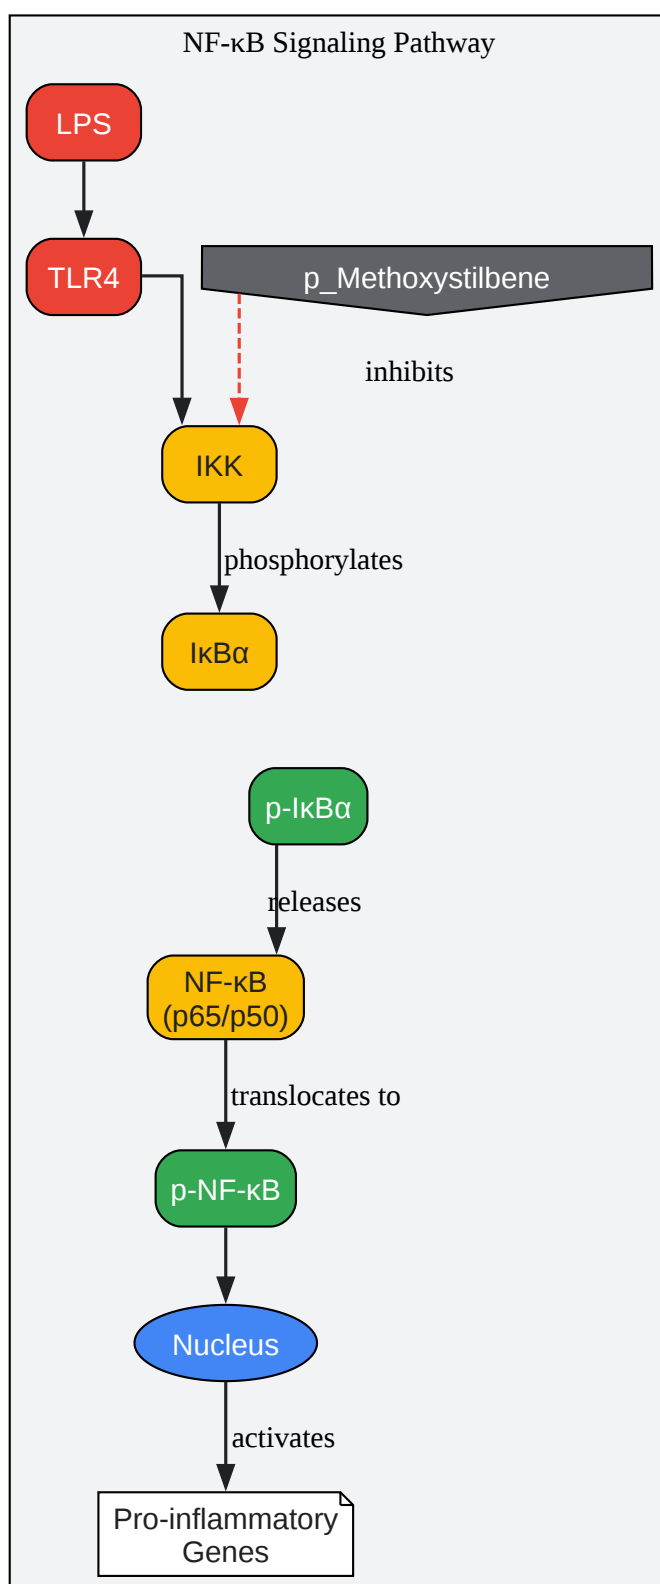 NF-κB Signaling Pathway
LPS
TLR4
p_Methoxystilbene
inhibits
IKK
phosphorylates
IκBα
p-IκBα
releases
NF-κB
(p65/p50)
translocates to
p-NF-κB
Nucleus
activates
Pro-inflammatory
Genes